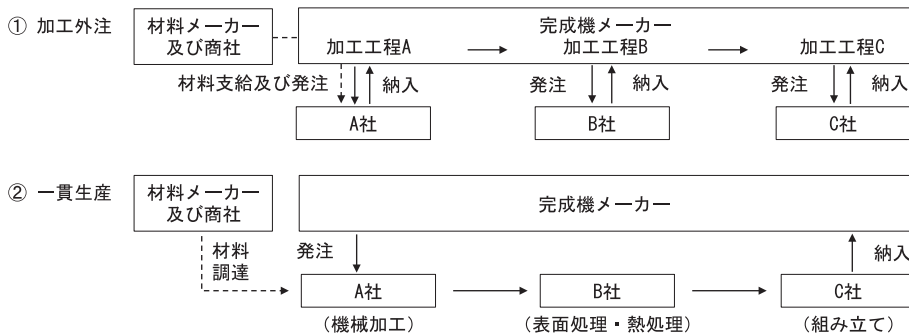 ① 加工外注
材料メーカー
及び商社
完成機メーカー
加工工程A
加工工程B
加工工程C
材料支給及び発注
納入
発注
納入
発注
納入
A社
B社
C社
② 一貫生産
材料メーカー
及び商社
完成機メーカー
材料
調達
発注
納入
A社
B社
C社
(機械加工)
(表面処理・熱処理)
(組み立て)